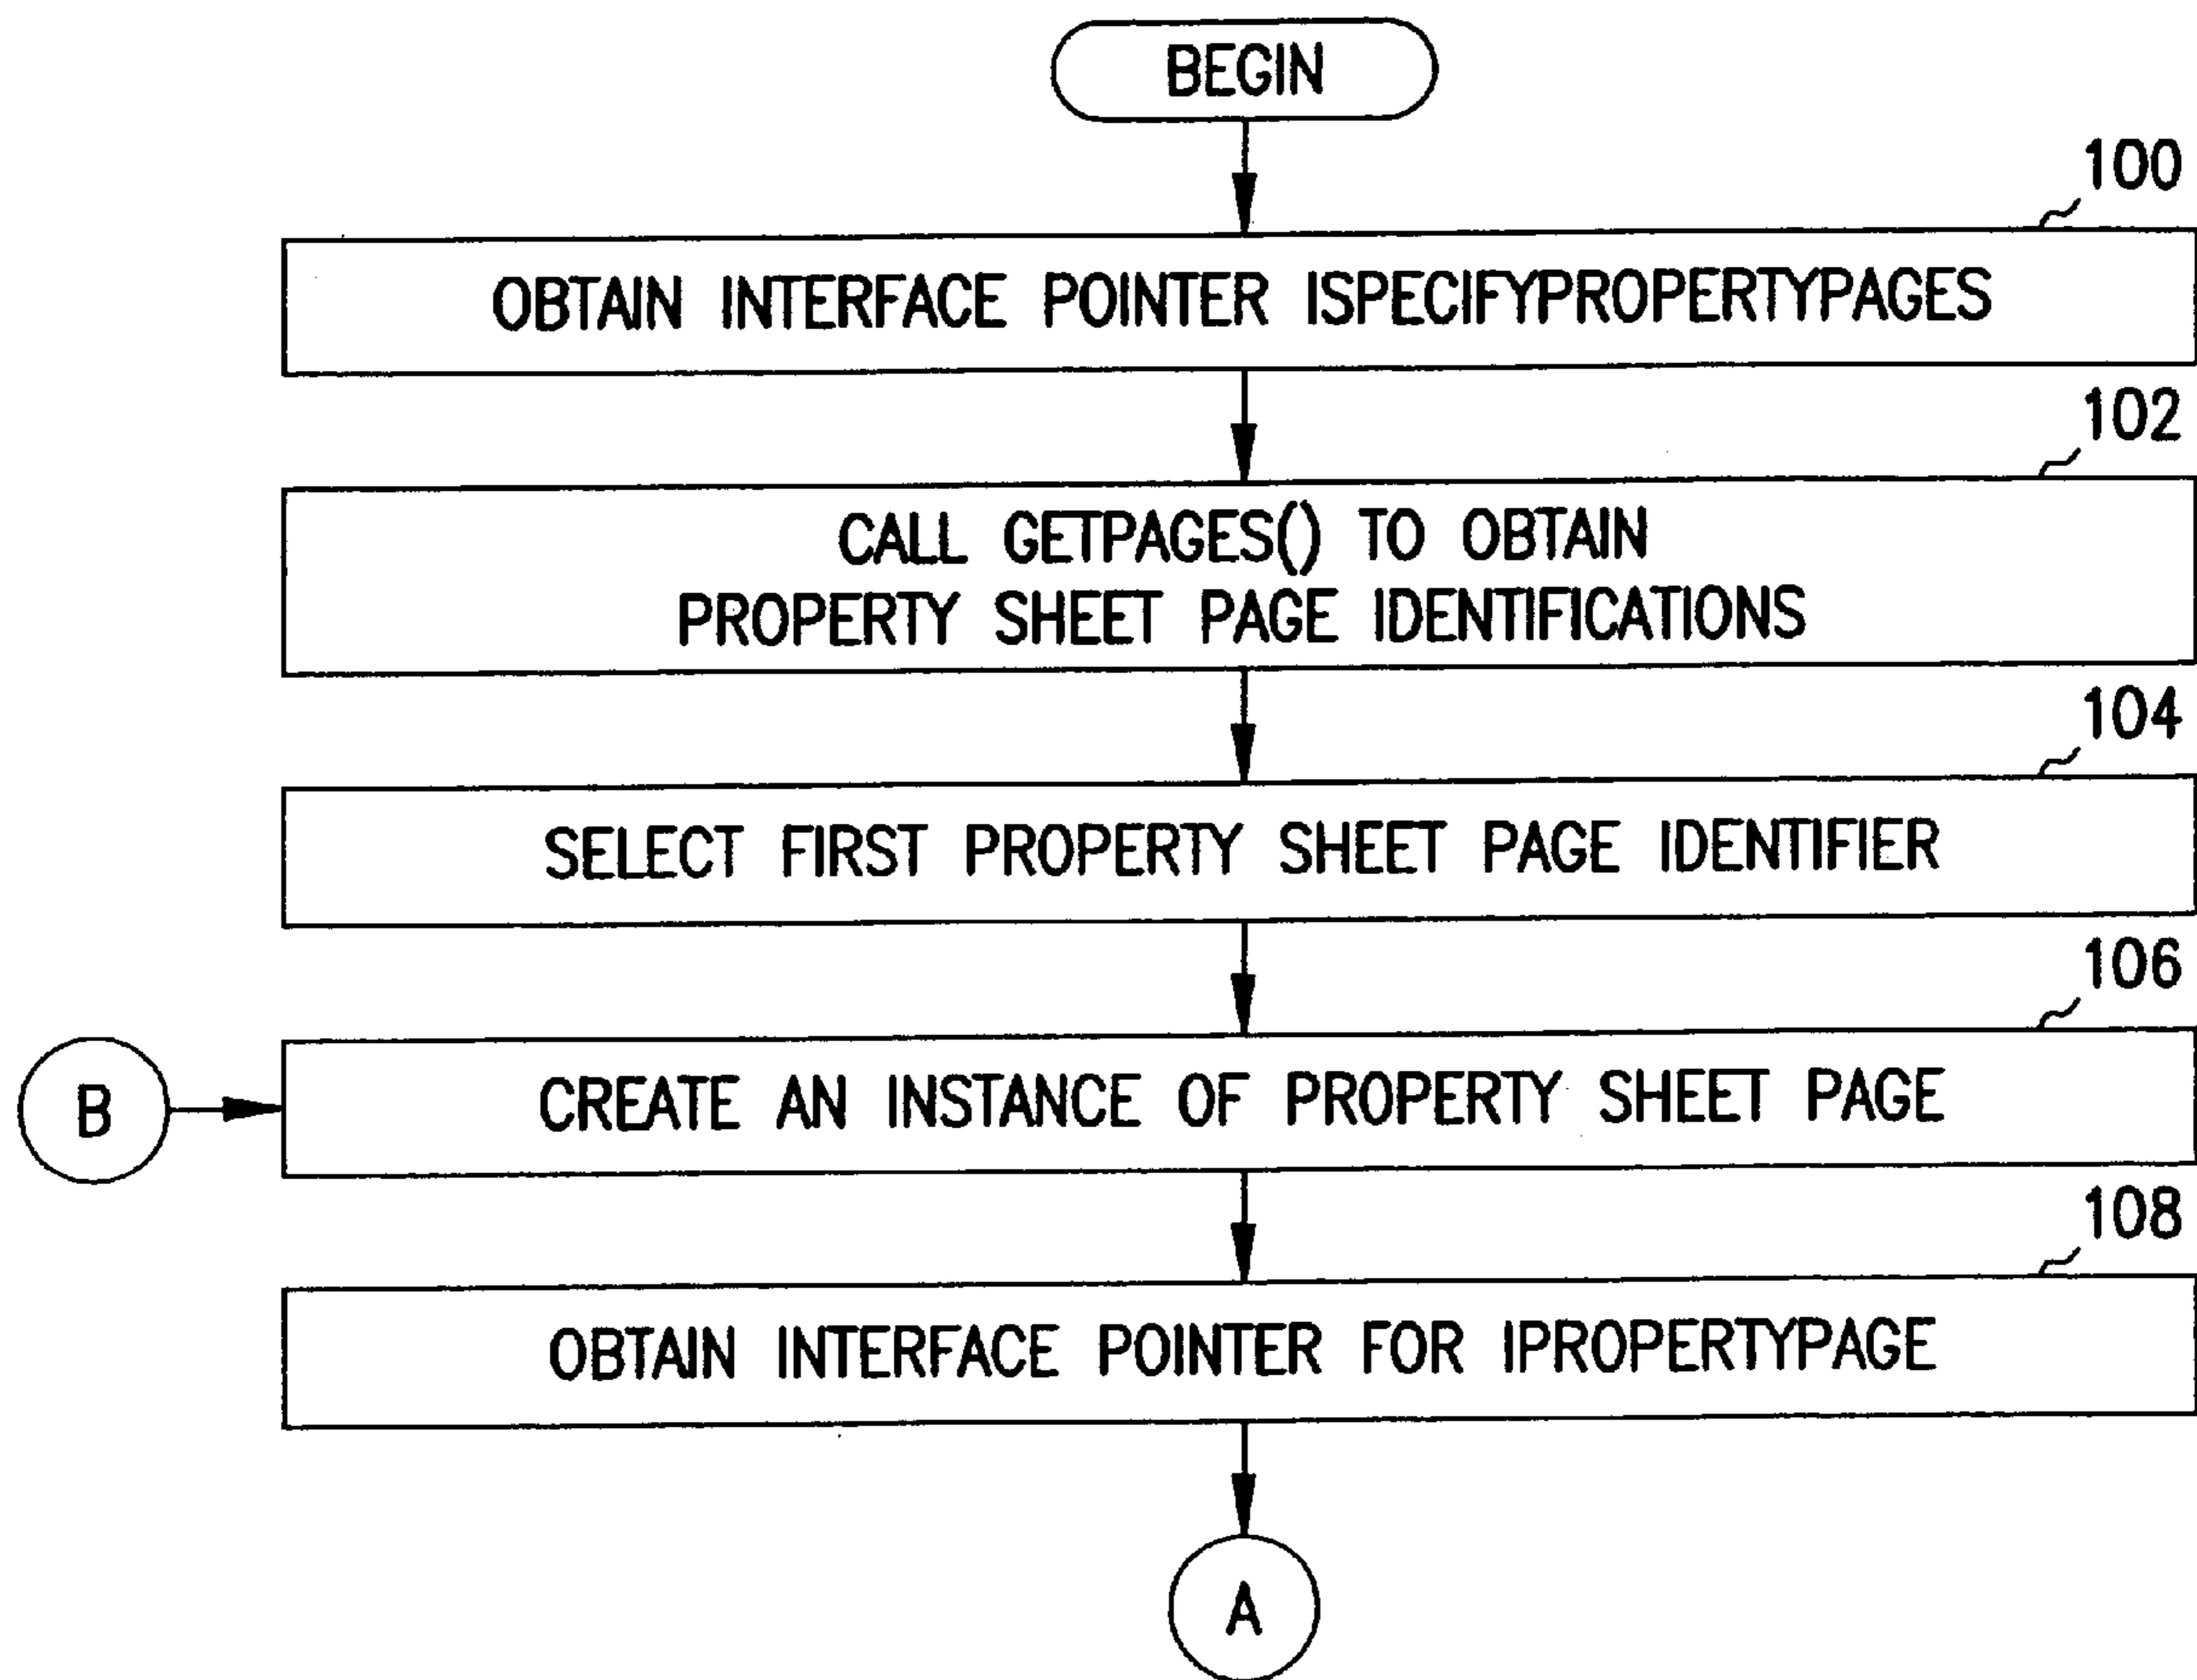 BEGIN
100
OBTAIN INTERFACE POINTER ISPECIFYPROPERTYPAGES
102
CALL GETPAGES() TO OBTAIN
PROPERTY SHEET PAGE IDENTIFICATIONS
104
SELECT FIRST PROPERTY SHEET PAGE IDENTIFIER
106
B
CREATE AN INSTANCE OF PROPERTY SHEET PAGE
108
OBTAIN INTERFACE POINTER FOR IPROPERTYPAGE
A